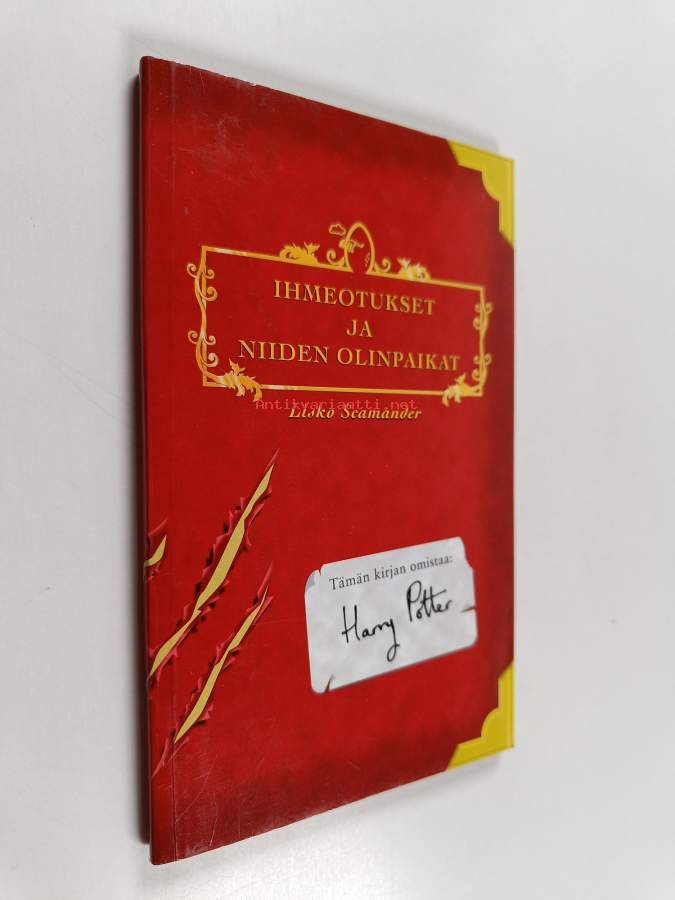 IHMEOTUKSET
JA
NIIDEN OLINPAIKAT
antikvariaatti.net
Lisko Scamander
Tämän kirjan omistaa:
Harry Potter